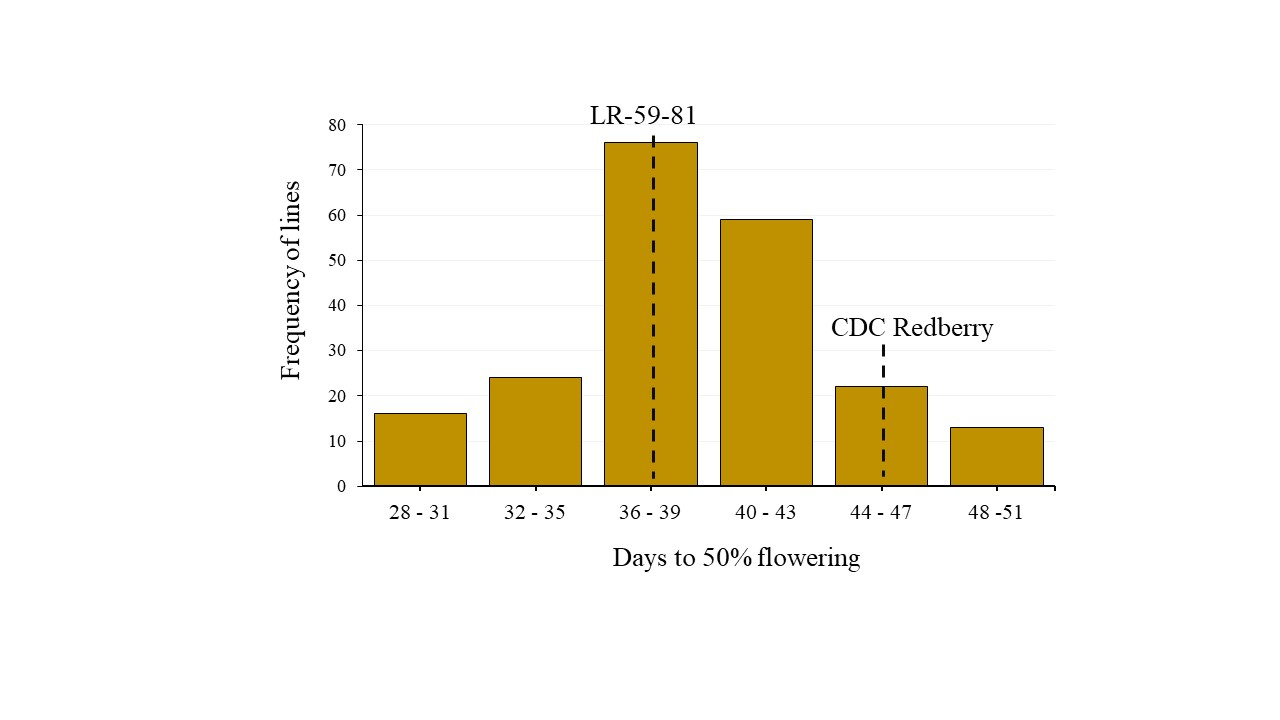 LR-59-81
80
70
60
50
40
30
20
10
0
Frequency of lines
CDC Redberry
28 - 31
32 - 35
36 - 39
40 - 43
44 - 47
48 -51
Days to 50% flowering